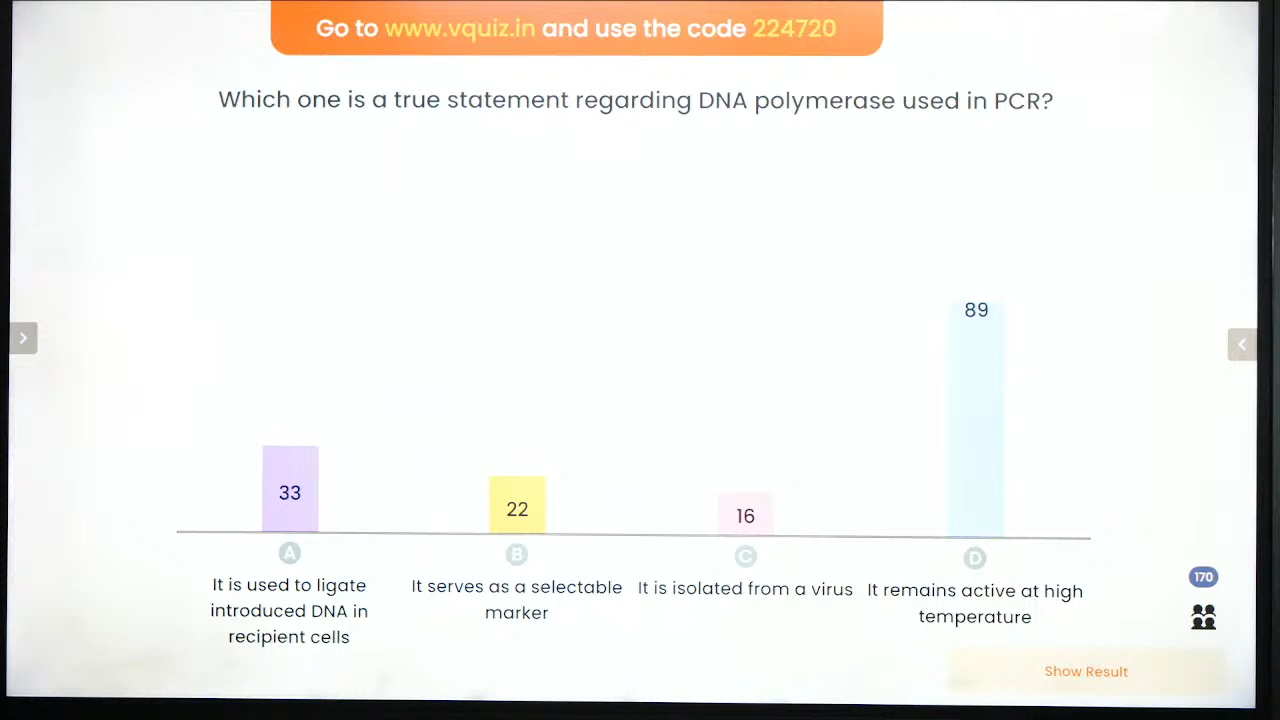 Go to www.vquiz.in and use the code 224720
Which one is a true statement regarding DNA polymerase used in PCR?
89
33
22
16
A
B
C
D
It is used to ligate
introduced DNA in
recipient cells
It serves as a selectable
marker
It is isolated from a virus
It remains active at high
temperature
170
Show Result